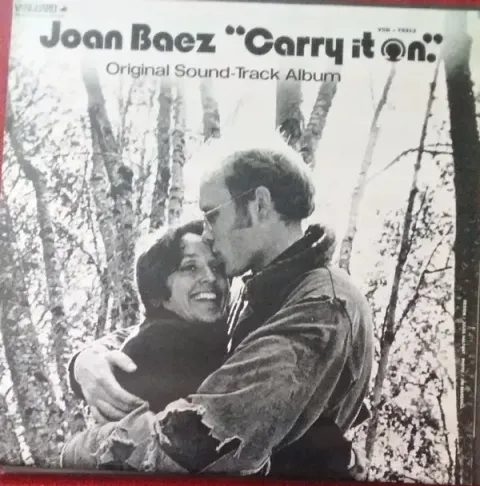 Joan Baez "Carry it On"
Original Sound-Track Album